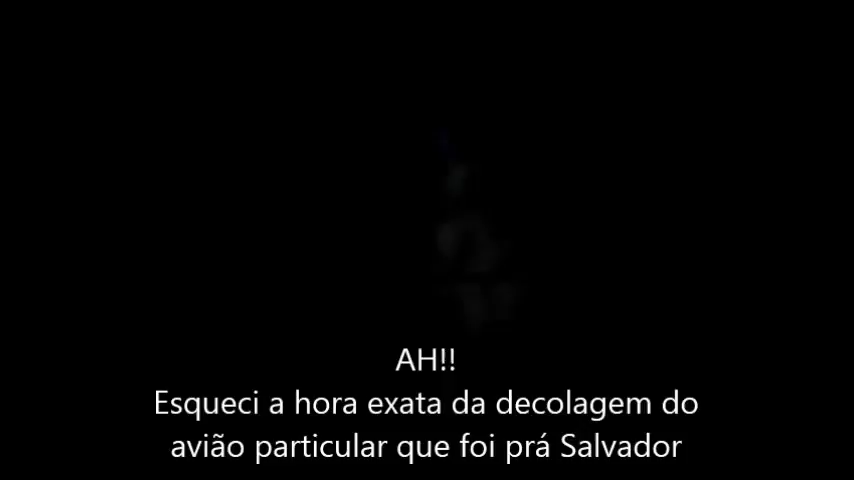 AH!!
Esqueci a hora exata da decolagem do
avião particular que foi prá Salvador